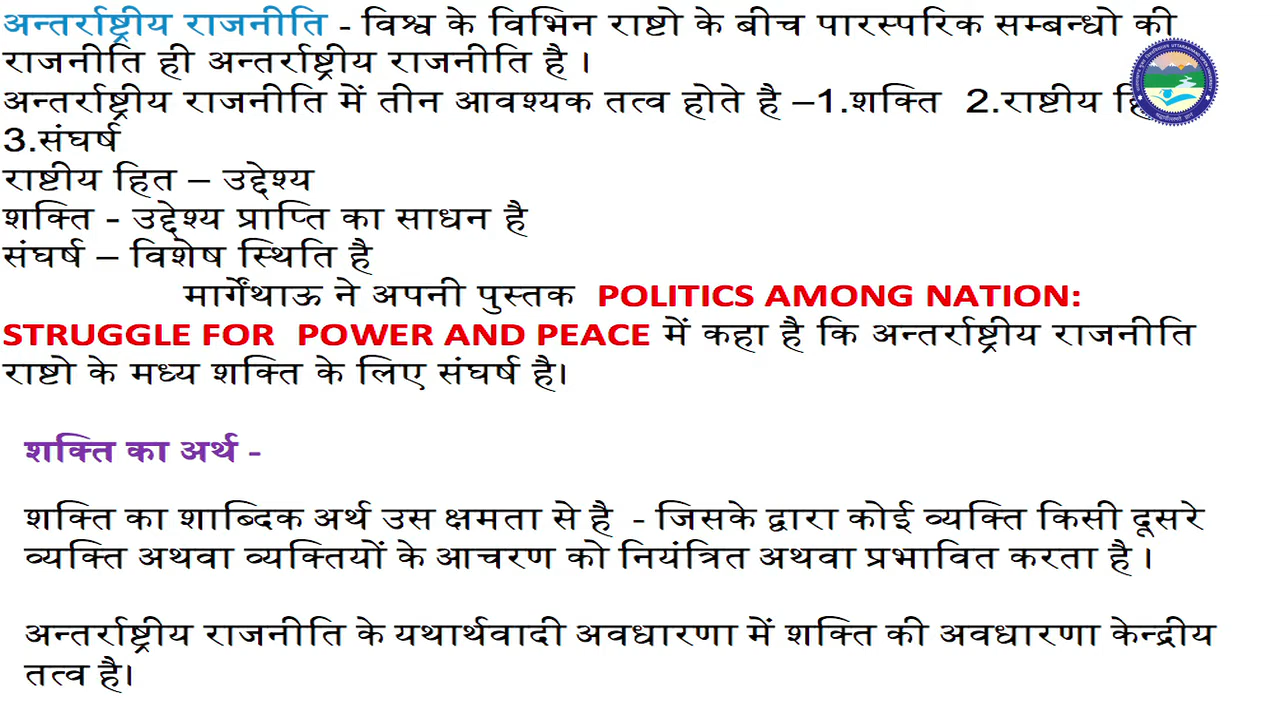 अन्तर्राष्ट्रीय राजनीति - विश्व के विभिन राष्टो के बीच पारस्परिक सम्बन्धो की
राजनीति ही अन्तर्राष्ट्रीय राजनीति है ।
अन्तर्राष्ट्रीय राजनीति में तीन आवश्यक तत्व होते है –1.शक्ति 2.राष्टीय
3.संघर्ष
राष्टीय हित – उद्देश्य
शक्ति - उद्देश्य प्राप्ति का साधन है
संघर्ष – विशेष स्थिति है
मार्गेंथाऊ ने अपनी पुस्तक POLITICS AMONG NATION:
STRUGGLE FOR POWER AND PEACE में कहा है कि अन्तर्राष्ट्रीय राजनीति
राष्टो के मध्य शक्ति के लिए संघर्ष है।
शक्ति का अर्थ -
शक्ति का शाब्दिक अर्थ उस क्षमता से है - जिसके द्वारा कोई व्यक्ति किसी दूसरे
व्यक्ति अथवा व्यक्तियों के आचरण को नियंत्रित अथवा प्रभावित करता है ।
अन्तर्राष्ट्रीय राजनीति के यथार्थवादी अवधारणा में शक्ति की अवधारणा केन्द्रीय
तत्व है।